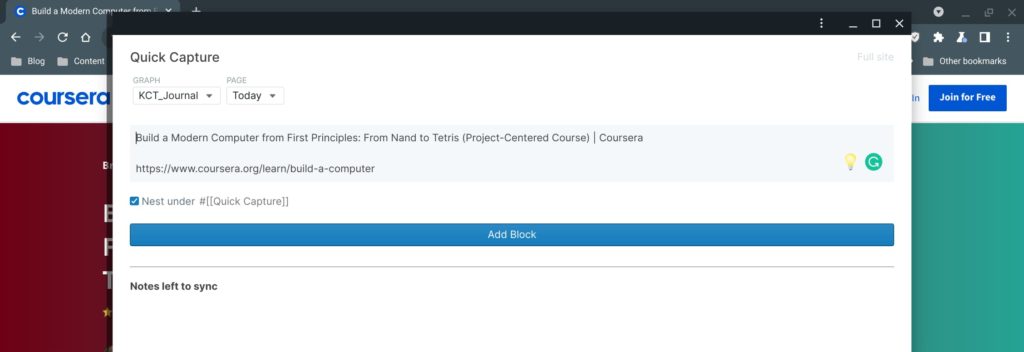 Build a Modern Computer from F
Blog
Content
Other bookmarks
coursera
In
Join for Free
Quick Capture
Full site
GRAPH
PAGE
KCT_Journal
Today
Build a Modern Computer from First Principles: From Nand to Tetris (Project-Centered Course) | Coursera
https://www.coursera.org/learn/build-a-computer
Nest under #[[Quick Capture]]
Add Block
Notes left to sync